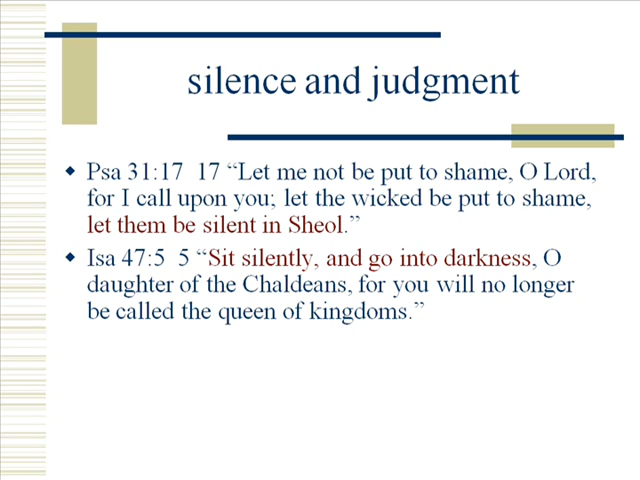 silence and judgment
Psa 31:17  17 “Let me not be put to shame, O Lord,
for I call upon you; let the wicked be put to shame,
let them be silent in Sheol.”
Isa 47:5  5 “Sit silently, and go into darkness, O
daughter of the Chaldeans, for you will no longer
be called the queen of kingdoms.”